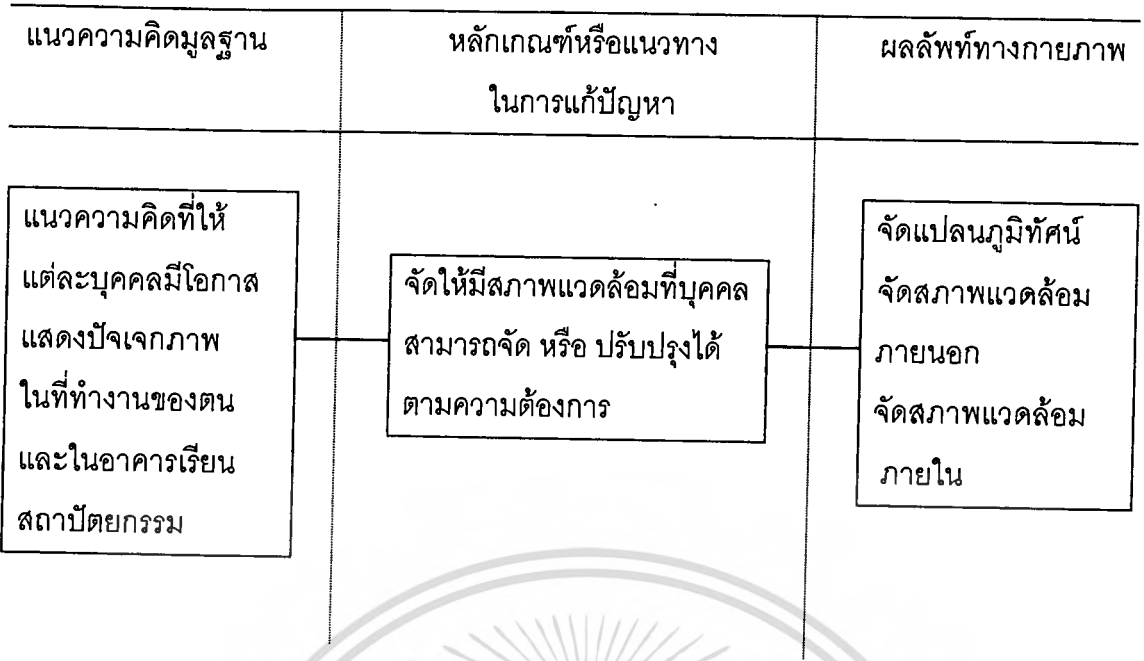 แนวความคิดมูลฐาน
หลักเกณฑ์หรือแนวทาง
ในการแก้ปัญหา
ผลลัพท์ทางกายภาพ
แนวความคิดที่ให้
แต่ละบุคคลมีโอกาส
แสดงปัจเจกภาพ
ในที่ทำงานของตน
และในอาคารเรียน
สถาปัตยกรรม
จัดให้มีสภาพแวดล้อมที่บุคคล
สามารถจัด หรือ ปรับปรุงได้
ตามความต้องการ
จัดแปลนภูมิทัศน์
จัดสภาพแวดล้อม
ภายนอก
จัดสภาพแวดล้อม
ภายใน